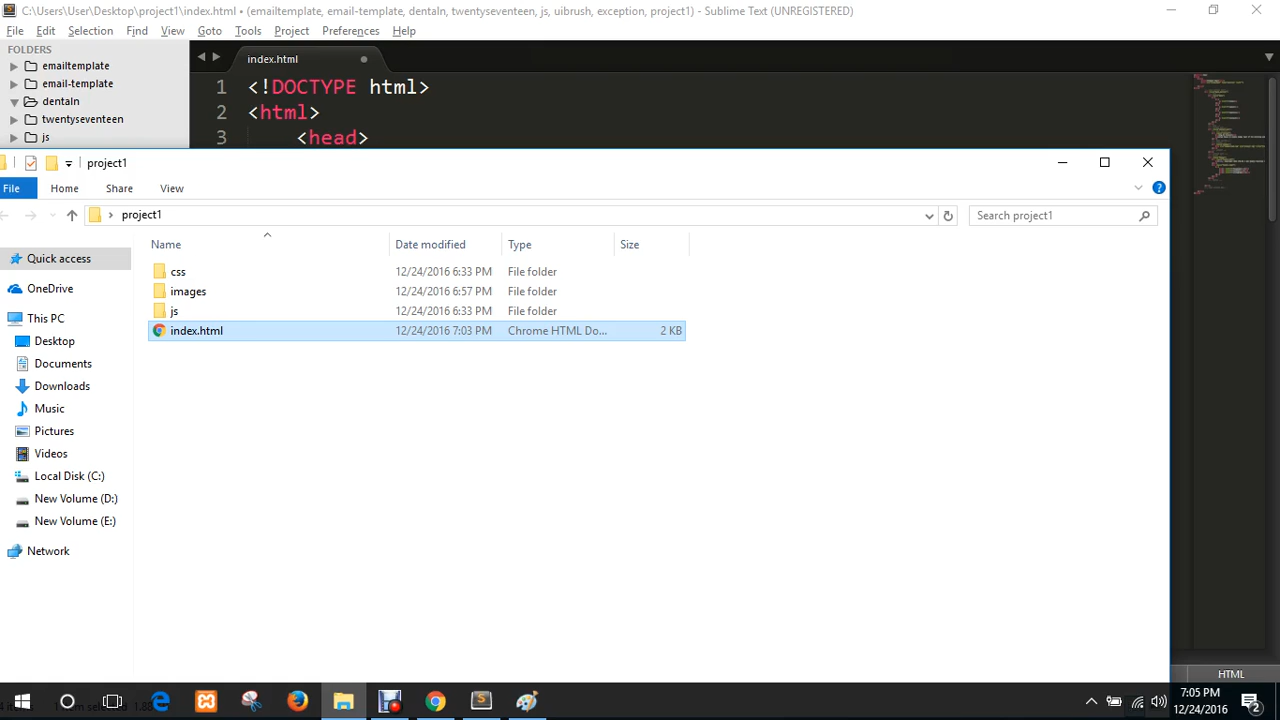 C:\Users\User\Desktop\project1\index.html • (emailtemplate, email-template, dentaln, twentyseventeen, js, uibrush, exception, project1) - Sublime Text (UNREGISTERED)
File Edit Selection Find View Goto Tools Project Preferences Help
FOLDERS
emailtemplate
email-template
dentaln
twentyseventeen
js
index.html
1 <!DOCTYPE html>
2 <html>
3 <head>
project1
File Home Share View
project1
Search project1
Name Date modified Type Size
css 12/24/2016 6:33 PM File folder
images 12/24/2016 6:57 PM File folder
js 12/24/2016 6:33 PM File folder
index.html 12/24/2016 7:03 PM Chrome HTML Do... 2 KB
Quick access
OneDrive
This PC
Desktop
Documents
Downloads
Music
Pictures
Videos
Local Disk (C:)
New Volume (D:)
New Volume (E:)
Network
HTML
7:05 PM
12/24/2016
2